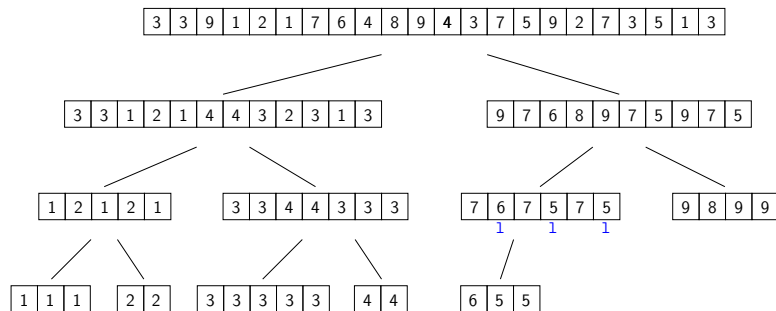 3 3 9 1 2 1 7 6 4 8 9 4 3 7 5 9 2 7 3 5 1 3
3 3 1 2 1 4 4 3 2 3 1 3 9 7 6 8 9 7 5 9 7 5
1 2 1 2 1 3 3 4 4 3 3 3 7 6 7 5 7 5 9 8 9 9
l l l
1 1 1 2 2 3 3 3 3 3 4 4 6 5 5